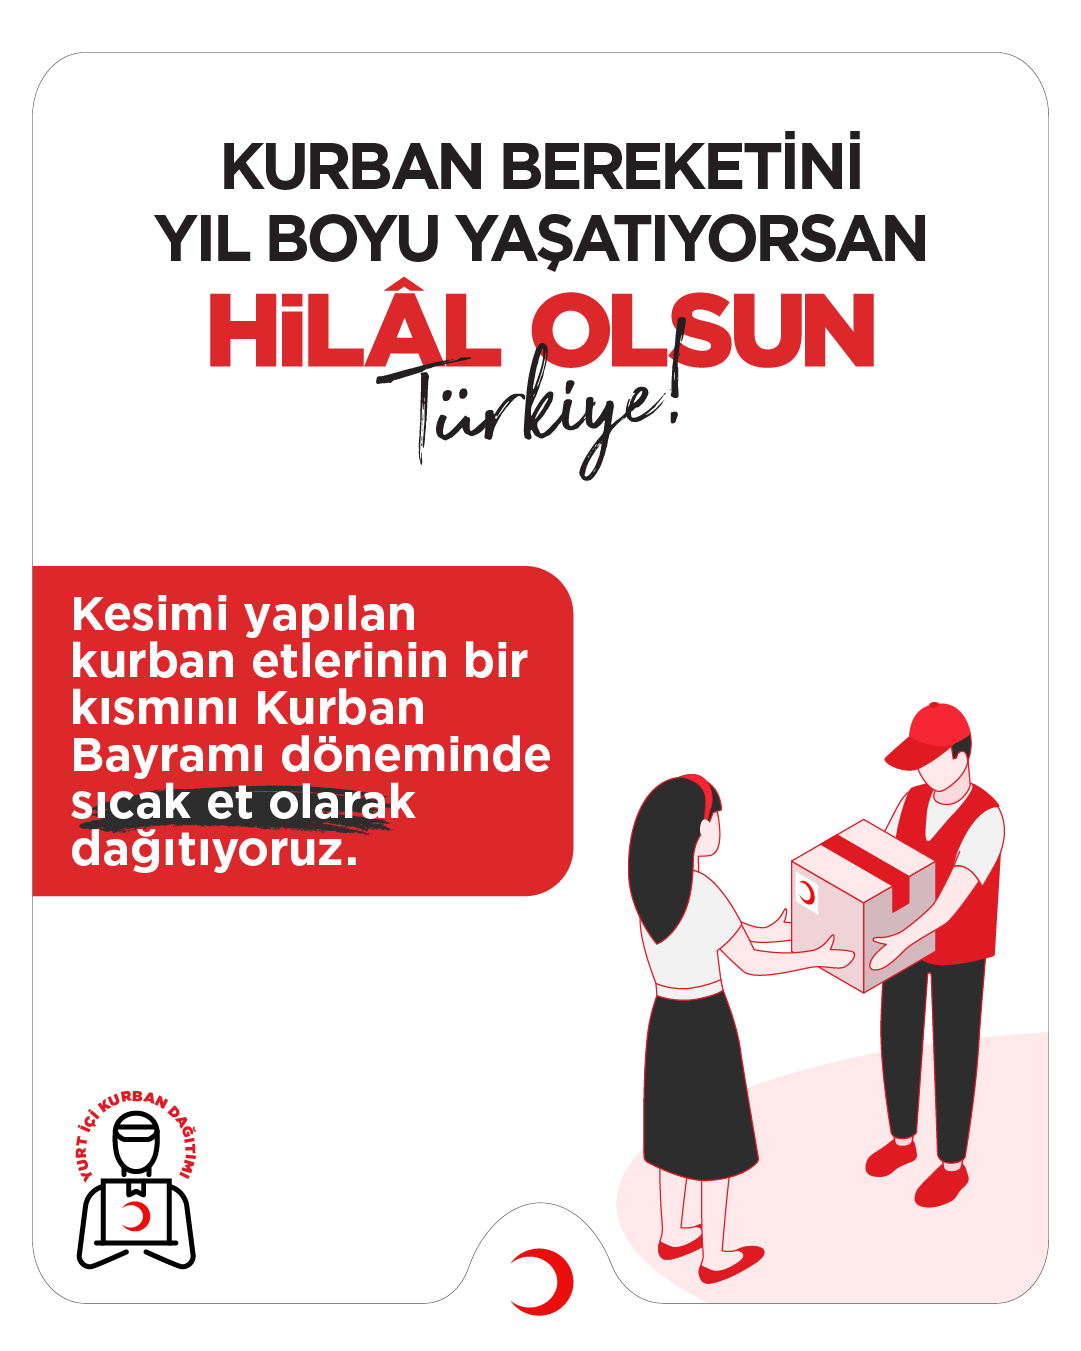 KURBAN BEREKETİNİ
YIL BOYU YAŞATIYORSAN
HİLÂL OLSUN
Türkiye!
Kesimi yapılan
kurban etlerinin bir
kısmını Kurban
Bayramı döneminde
sıcak et olarak
dağıtıyoruz.
YURT İÇİ KURBAN DAĞITIMI